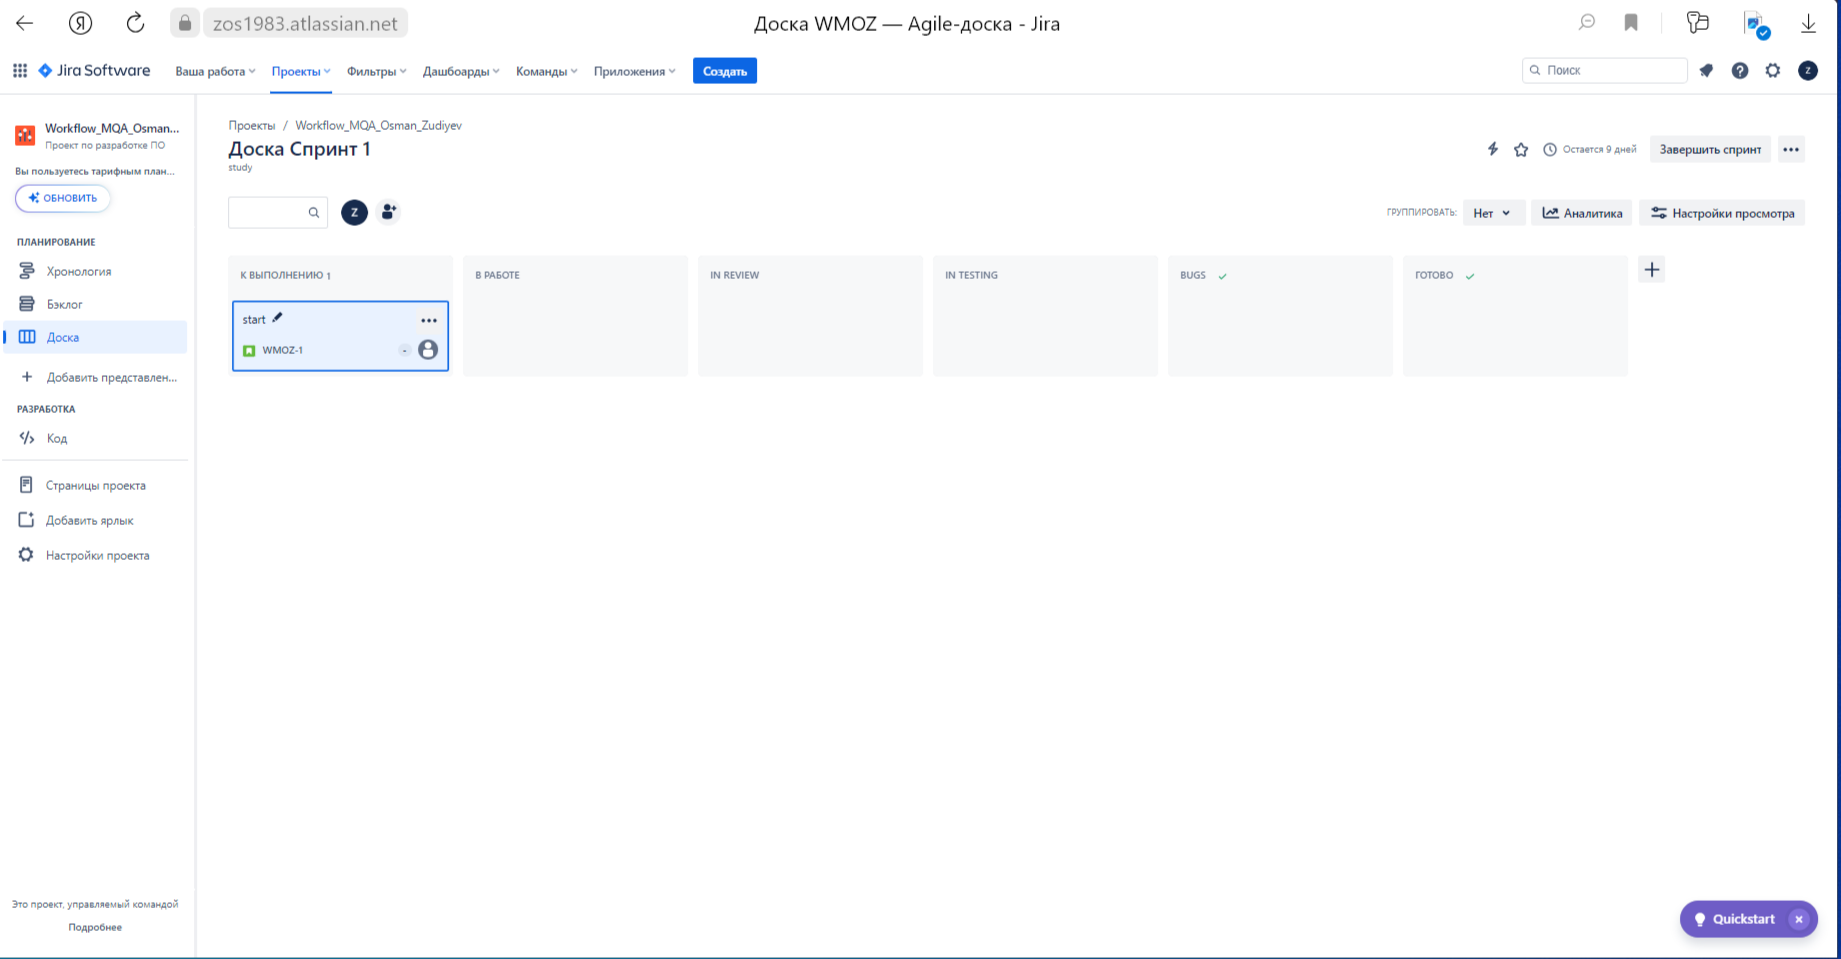 Я
zos1983.atlassian.net
Доска WMOZ — Agile-доска - Jira
Jira Software
Ваша работа
Проекты
Фильтры
Дашбоарды
Команды
Приложения
Создать
Поиск
Z
Workflow_MQA_Osman...
Проект по разработке ПО
Вы пользуетесь тарифным план...
ОБНОВИТЬ
ПЛАНИРОВАНИЕ
Хронология
Бэклог
Доска
Добавить представлен...
РАЗРАБОТКА
Код
Страницы проекта
Добавить ярлык
Настройки проекта
Это проект, управляемый командой
Подробнее
Проекты / Workflow_MQA_Osman_Zudiyev
Доска Спринт 1
study
Остается 9 дней
Завершить спринт
Z
ГРУППИРОВАТЬ:
Нет
Аналитика
Настройки просмотра
К ВЫПОЛНЕНИЮ 1
В РАБОТЕ
IN REVIEW
IN TESTING
BUGS
ГОТОВО
start
WMOZ-1
-
Quickstart